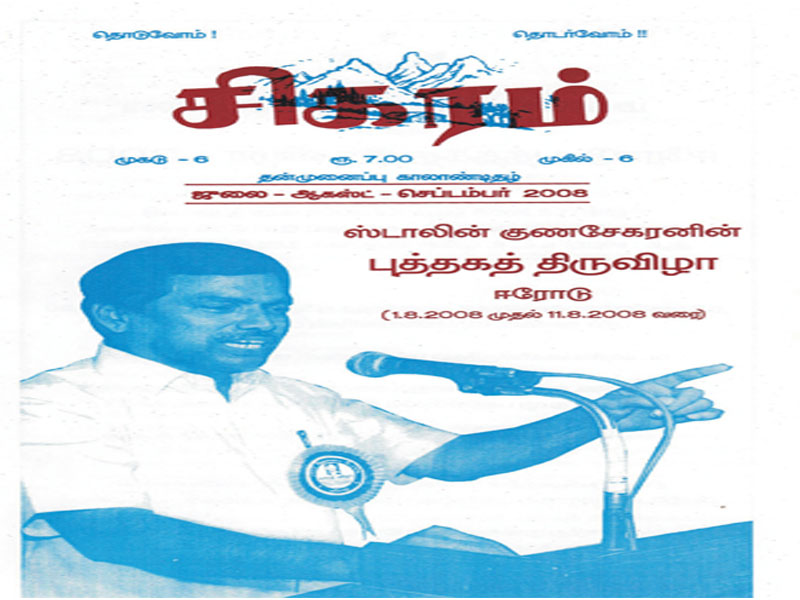 தொடுவோம் ! தொடர்வோம் !!
சிகரம்
முகடு - 6 ரூ. 7.00 முகில் - 6
தன்முனைப்பு காலாண்டிதழ்
ஜுலை - ஆகஸ்ட் - செப்டம்பர் 2008
ஸ்டாலின் குணசேகரனின்
புத்தகத் திருவிழா
ஈரோடு
(1.8.2008 முதல் 11.8.2008 வரை)